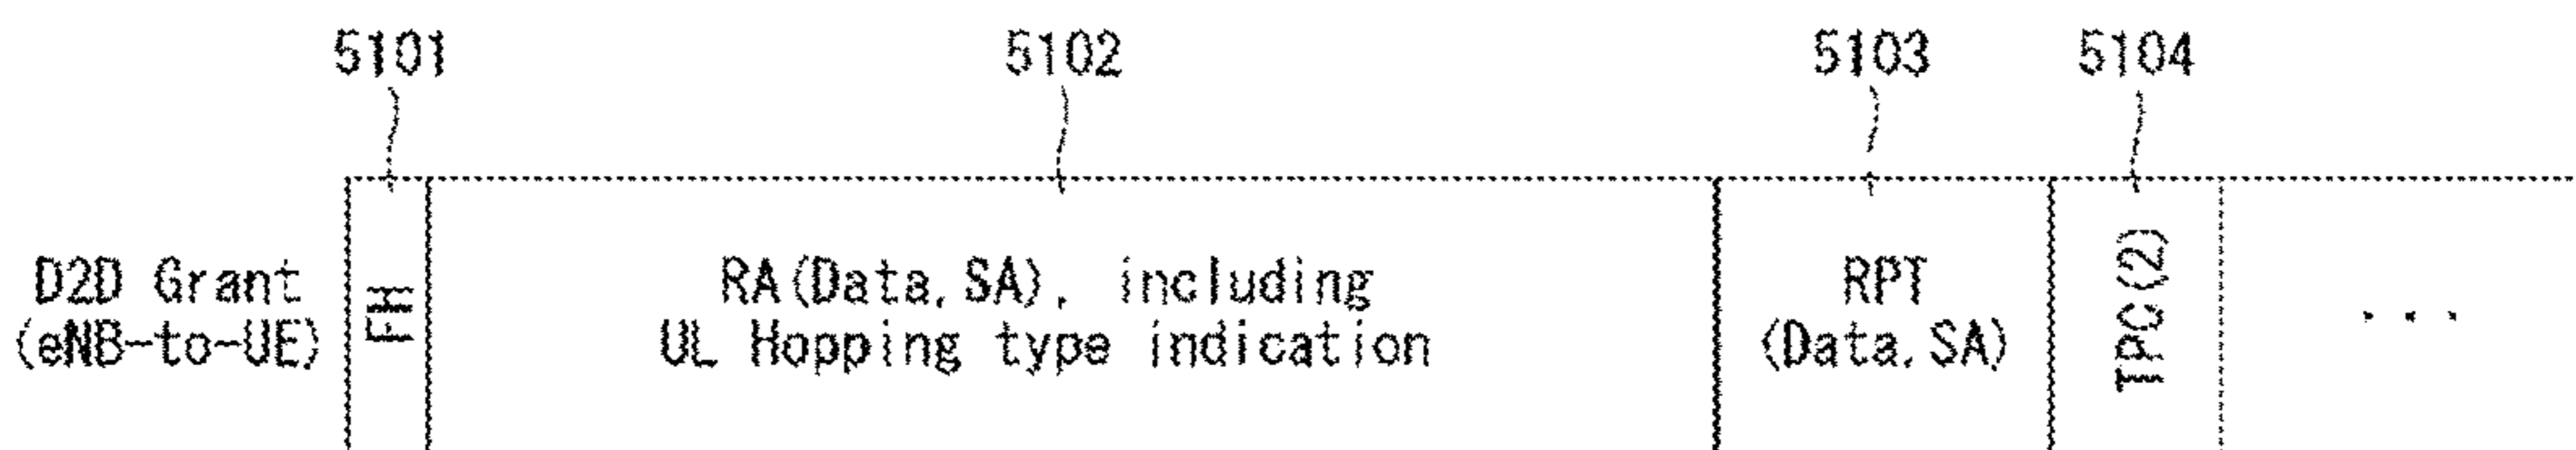 5101
5102
5103
5104
D2D Grant
(eNB-to-UE)
FH
RA(Data,SA), including
UL Hopping type indication
RPT
(Data,SA)
TPC(2)
...